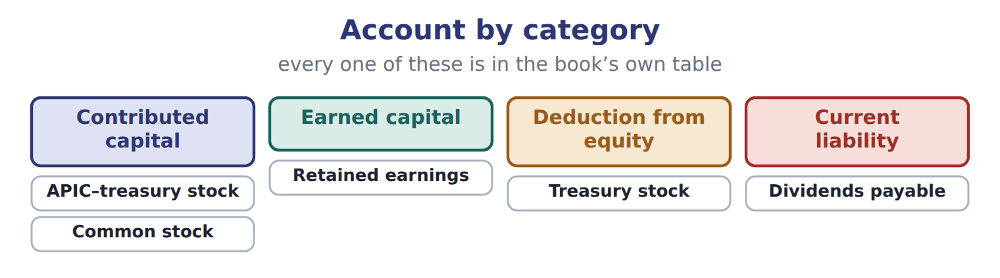 Account by category
every one of these is in the book’s own table
Contributed
capital
APIC–treasury stock
Common stock
Earned capital
Retained earnings
Deduction from
equity
Treasury stock
Current
liability
Dividends payable